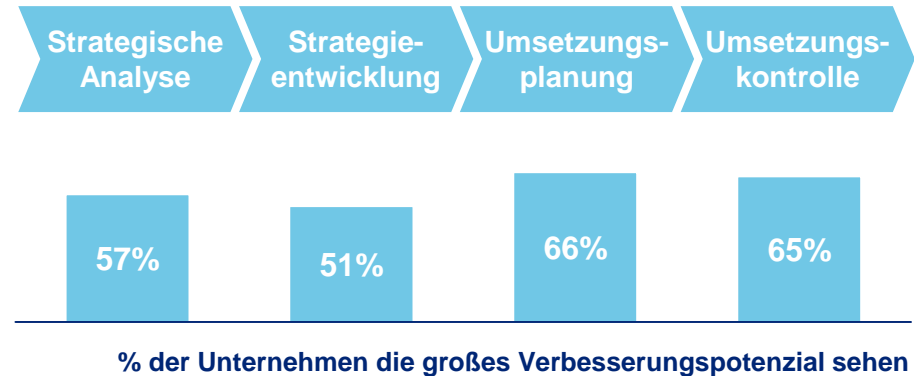 Strategische
Analyse
Strategie-
entwicklung
Umsetzungs-
planung
Umsetzungs-
kontrolle
57%
51%
66%
65%
% der Unternehmen die großes Verbesserungspotenzial sehen